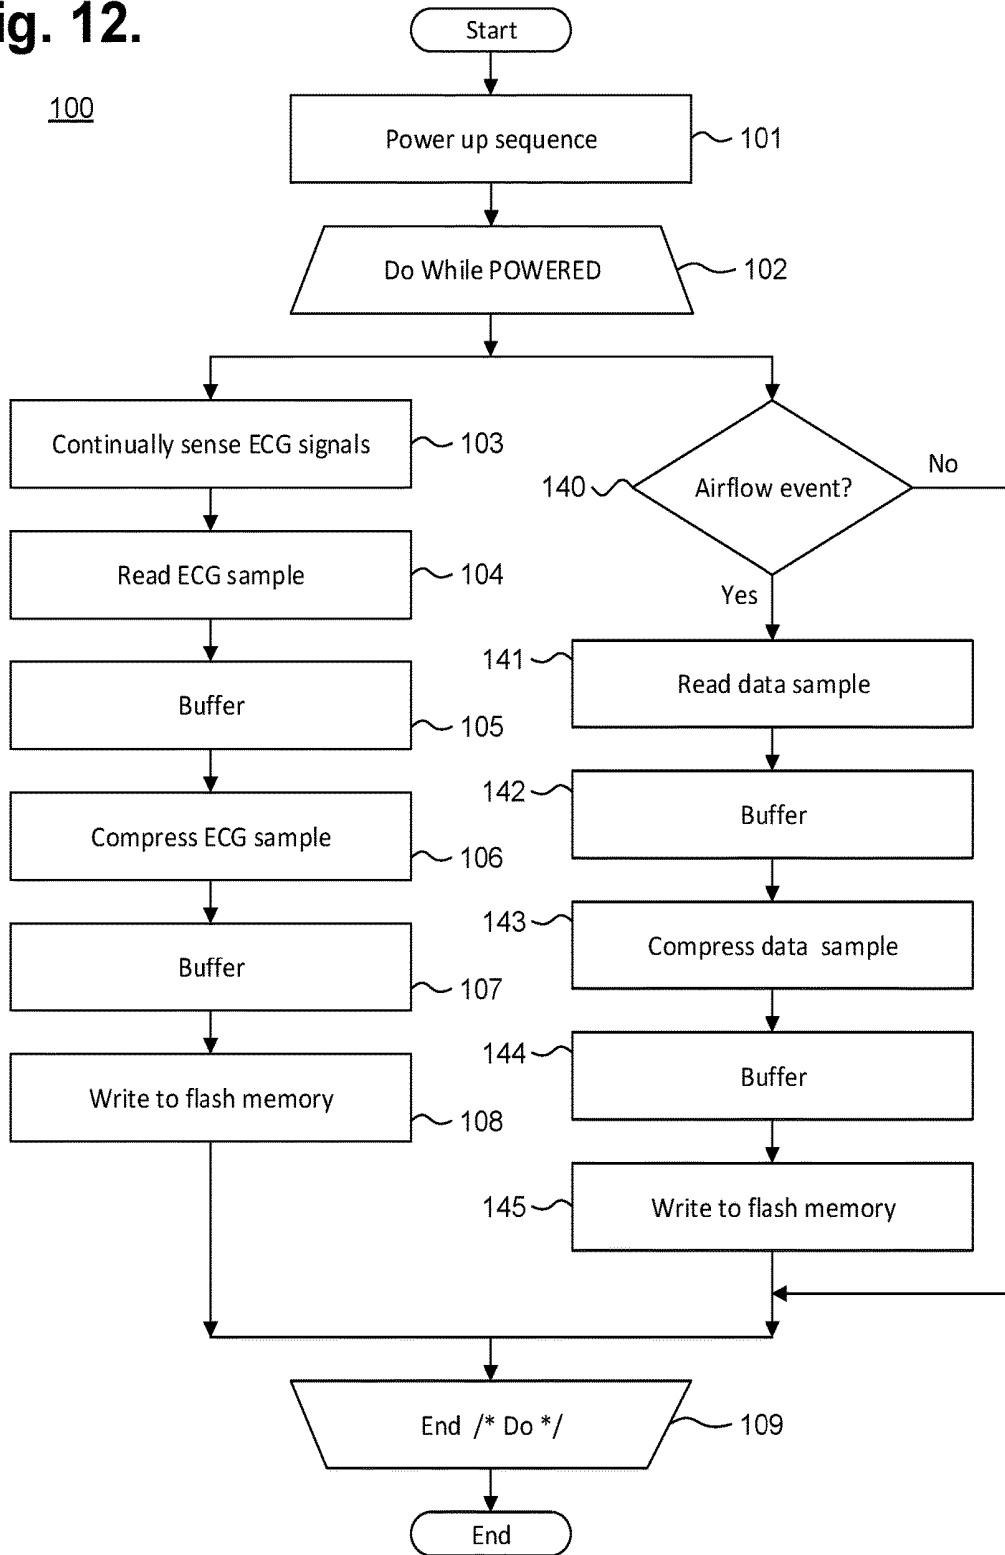 ig. 12.
100
Start
Power up sequence
101
Do While POWERED
102
Continually sense ECG signals
103
140
Airflow event?
No
Yes
Read ECG sample
104
141
Read data sample
Buffer
105
142
Buffer
Compress ECG sample
106
143
Compress data sample
Buffer
107
144
Buffer
Write to flash memory
108
145
Write to flash memory
End /* Do */
109
End